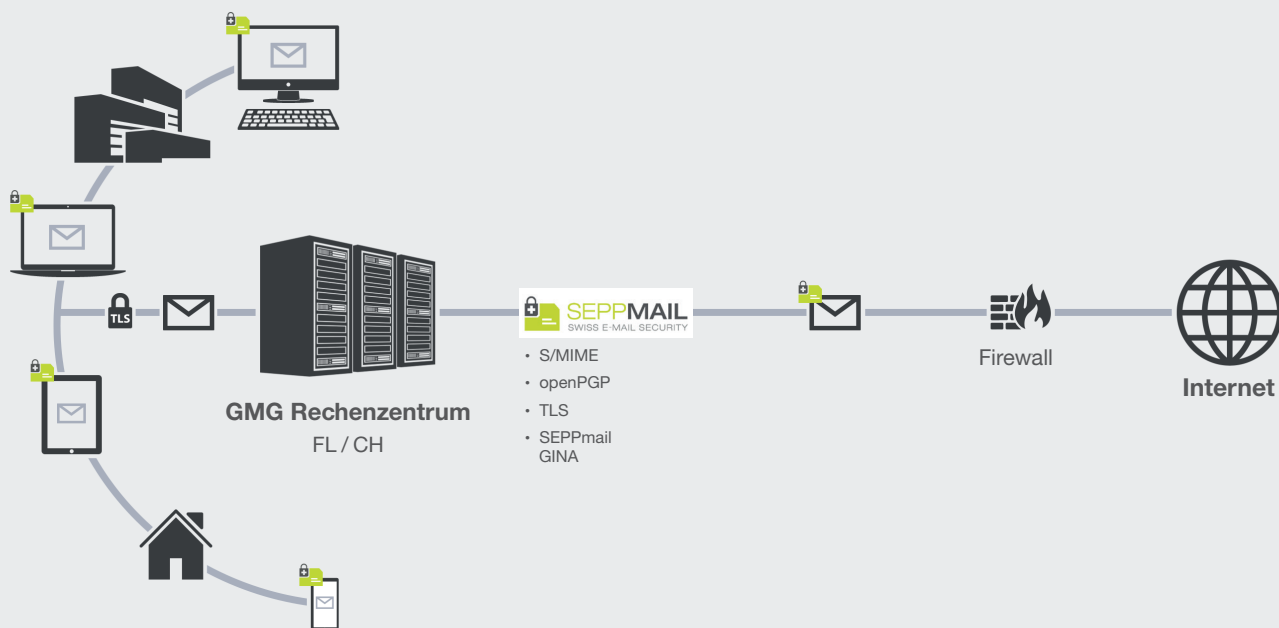 TLS
GMG Rechenzentrum
FL / CH
SEPPMAIL
SWISS E-MAIL SECURITY
• S/MIME
• openPGP
• TLS
• SEPPmail
GINA
Firewall
Internet